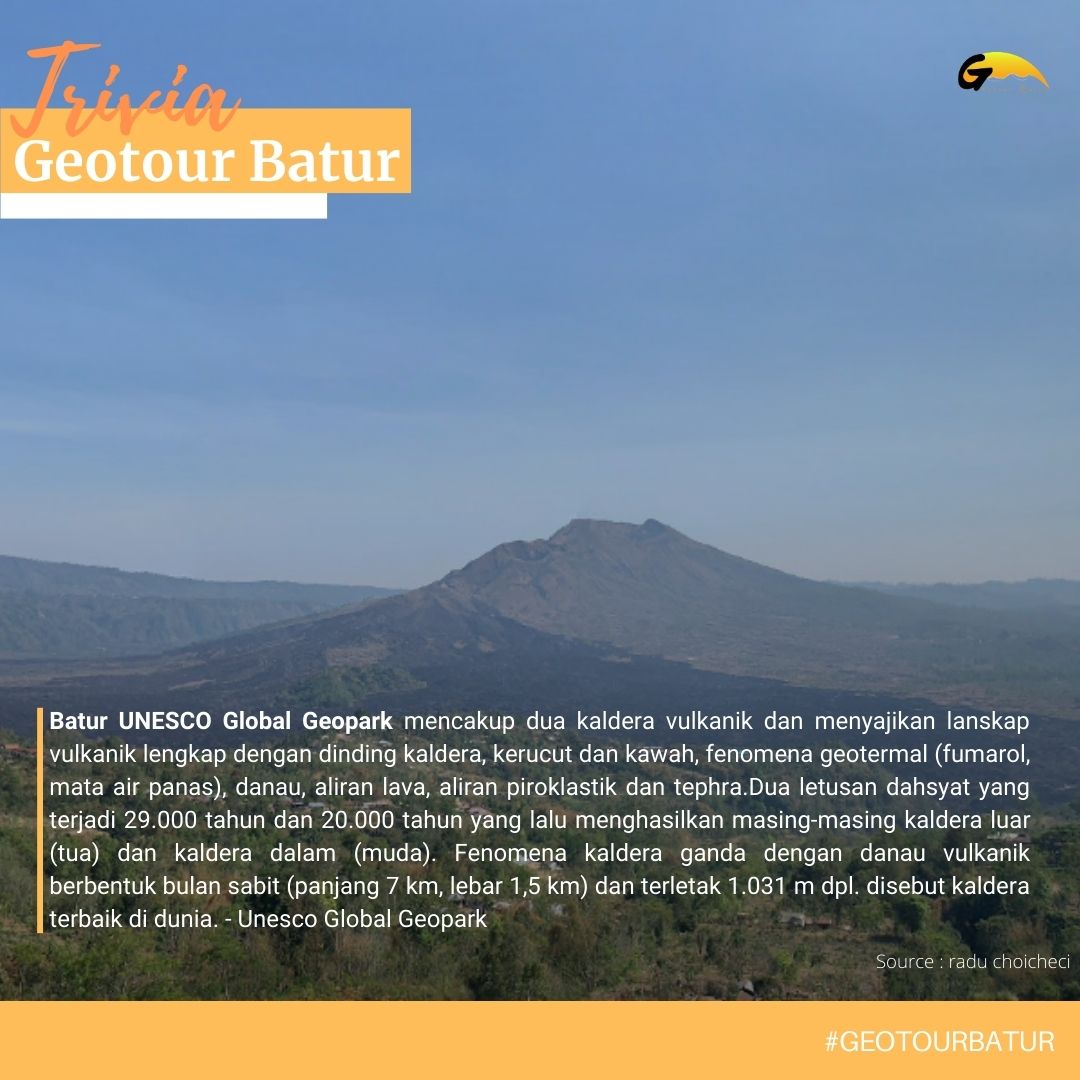 Trivia
Geotour Batur
G
Batur UNESCO Global Geopark mencakup dua kaldera vulkanik dan menyajikan lanskap
vulkanik lengkap dengan dinding kaldera, kerucut dan kawah, fenomena geotermal (fumarol,
mata air panas), danau, aliran lava, aliran piroklastik dan tephra.Dua letusan dahsyat yang
terjadi 29.000 tahun dan 20.000 tahun yang lalu menghasilkan masing-masing kaldera luar
(tua) dan kaldera dalam (muda). Fenomena kaldera ganda dengan danau vulkanik
berbentuk bulan sabit (panjang 7 km, lebar 1,5 km) dan terletak 1.031 m dpl. disebut kaldera
terbaik di dunia. - Unesco Global Geopark
Source : radu choicheci
#GEOTOURBATUR